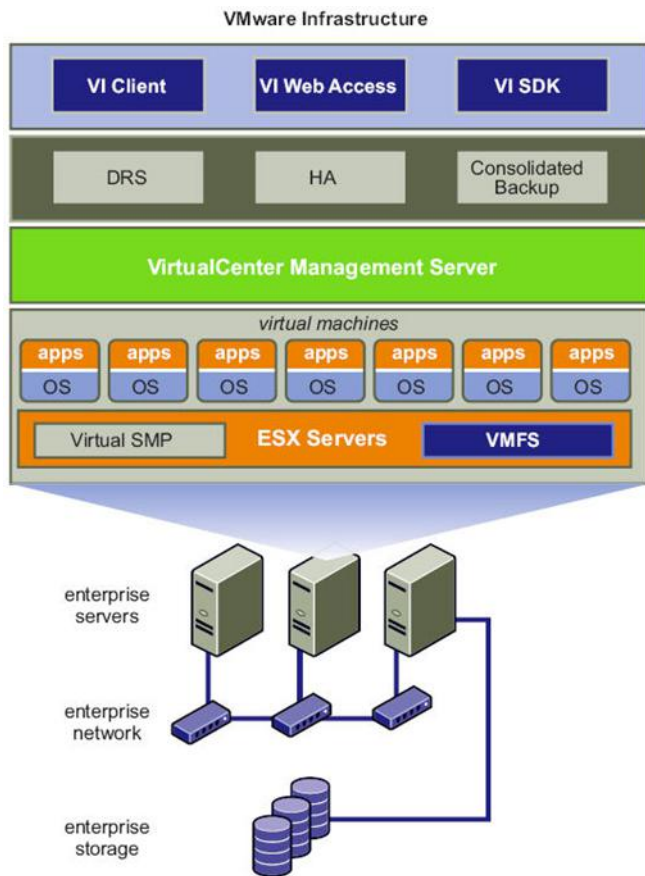 VMware Infrastructure
VI Client VI Web Access VI SDK
DRS HA Consolidated
Backup
VirtualCenter Management Server
virtual machines
apps apps apps apps apps apps apps
OS OS OS OS OS OS OS
Virtual SMP ESX Servers VMFS
enterprise
servers
enterprise
network
enterprise
storage